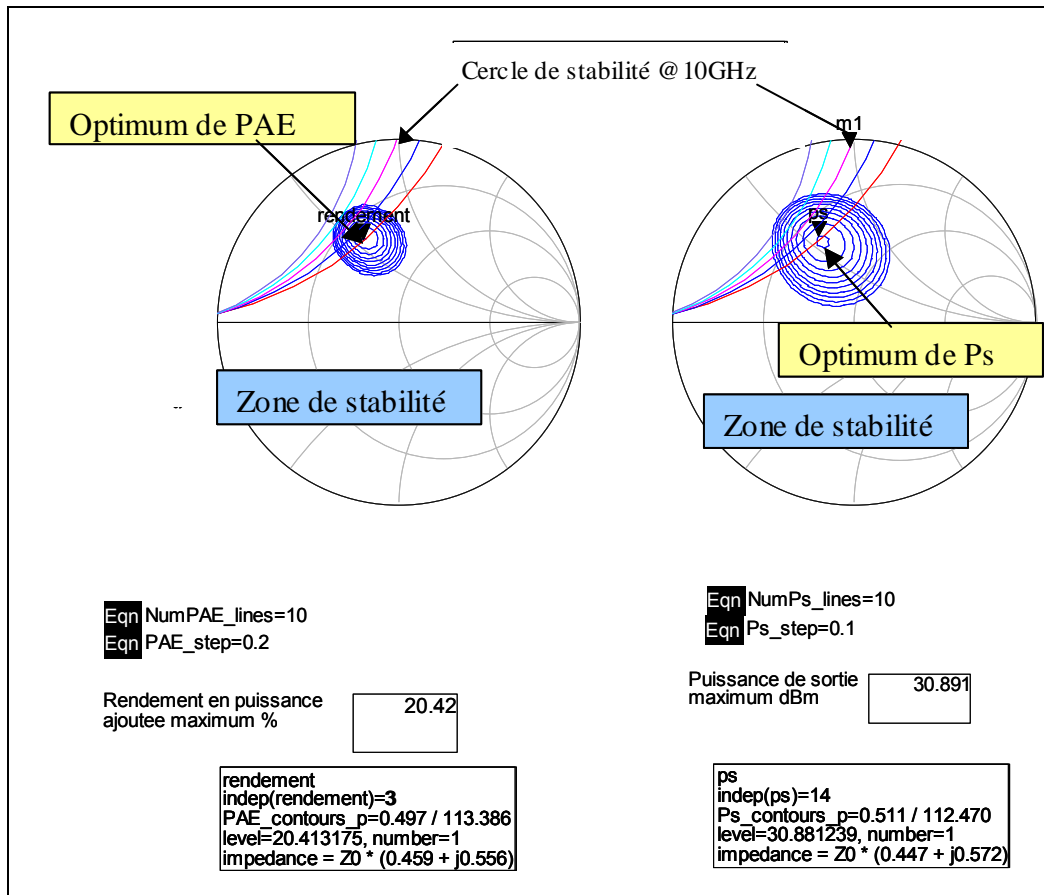 Cercle de stabilité @10GHz
Optimum de PAE
m1
rendement
ps
Optimum de Ps
Zone de stabilité
Zone de stabilité
--
Eqn NumPAE_lines=10
Eqn PAE_step=0.2
Eqn NumPs_lines=10
Eqn Ps_step=0.1
Rendement en puissance
ajoutee maximum %
20.42
Puissance de sortie
maximum dBm
30.891
rendement
indep(rendement)=3
PAE_contours_p=0.497 / 113.386
level=20.413175, number=1
impedance = Z0 * (0.459 + j0.556)
ps
indep(ps)=14
Ps_contours_p=0.511 / 112.470
level=30.881239, number=1
impedance = Z0 * (0.447 + j0.572)